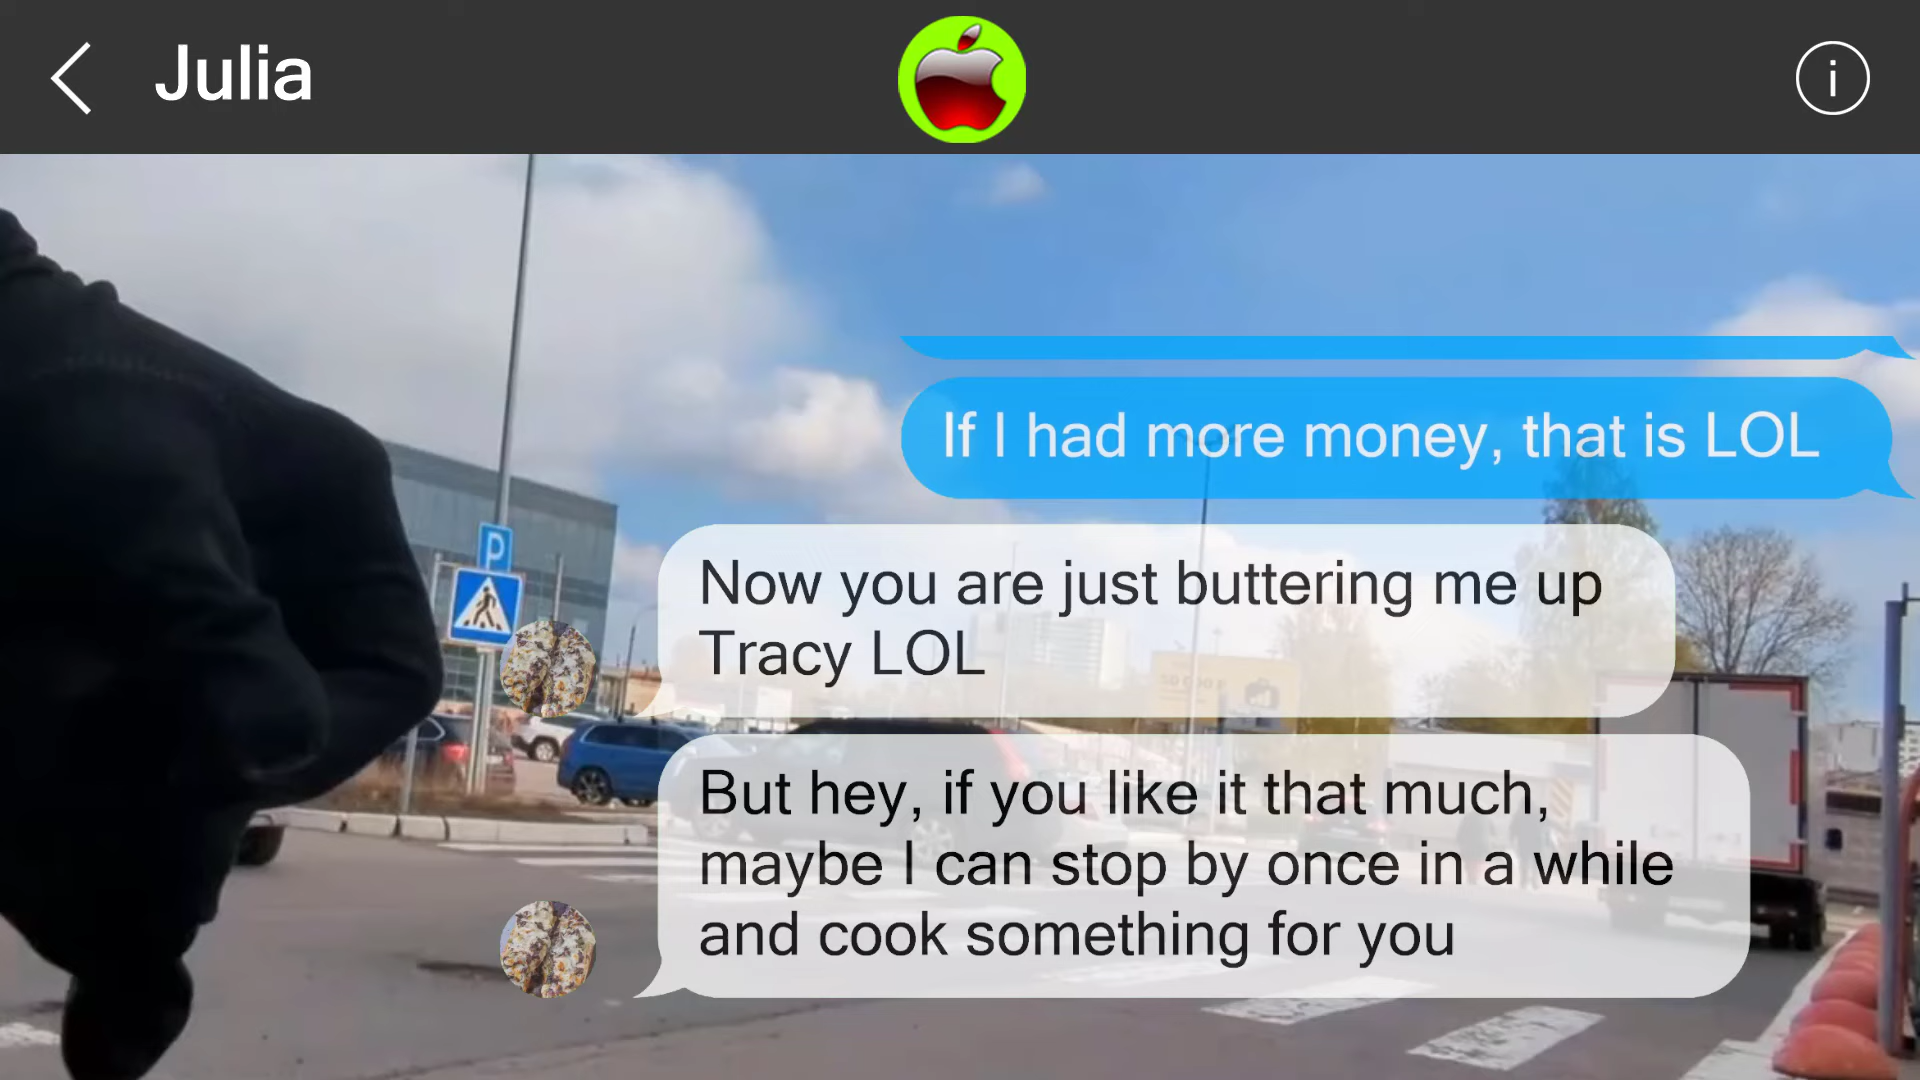 Julia
If I had more money, that is LOL
Now you are just buttering me up
Tracy LOL
But hey, if you like it that much,
maybe I can stop by once in a while
and cook something for you
P